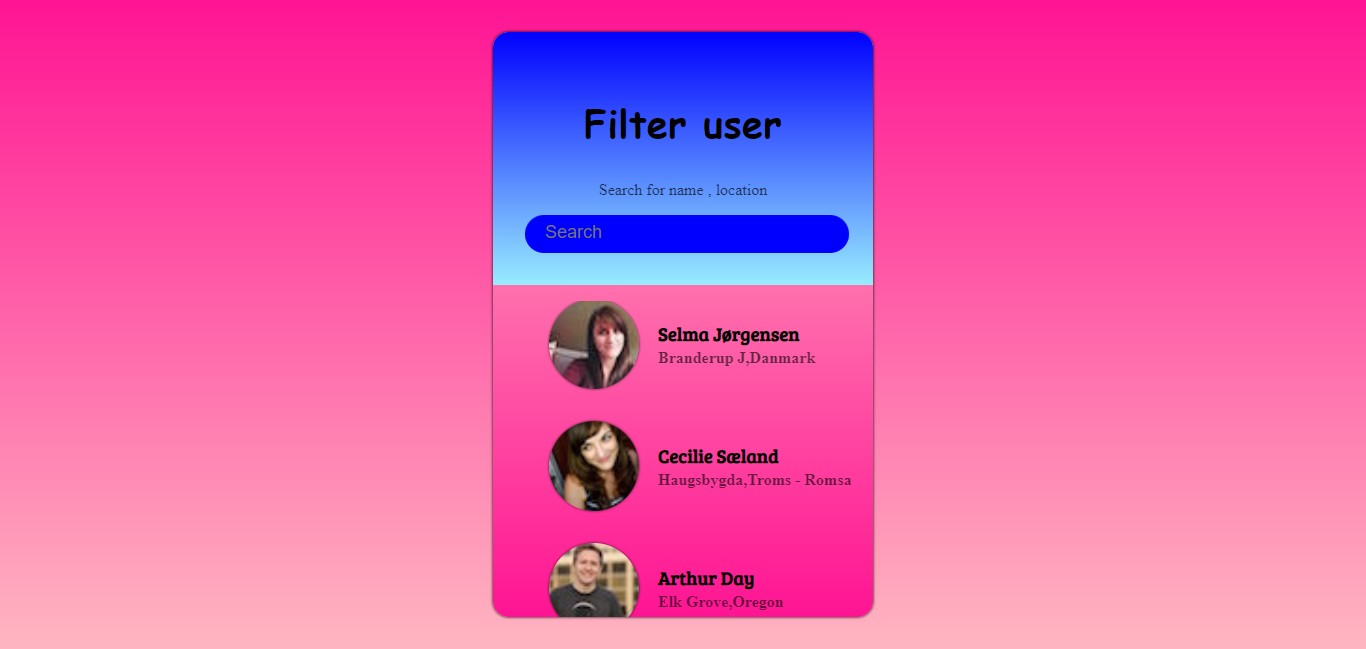 Filter user
Search for name , location
Search
Selma Jørgensen
Branderup J,Danmark
Cecilie Sæland
Haugsbygda,Troms - Romsa
Arthur Day
Elk Grove,Oregon